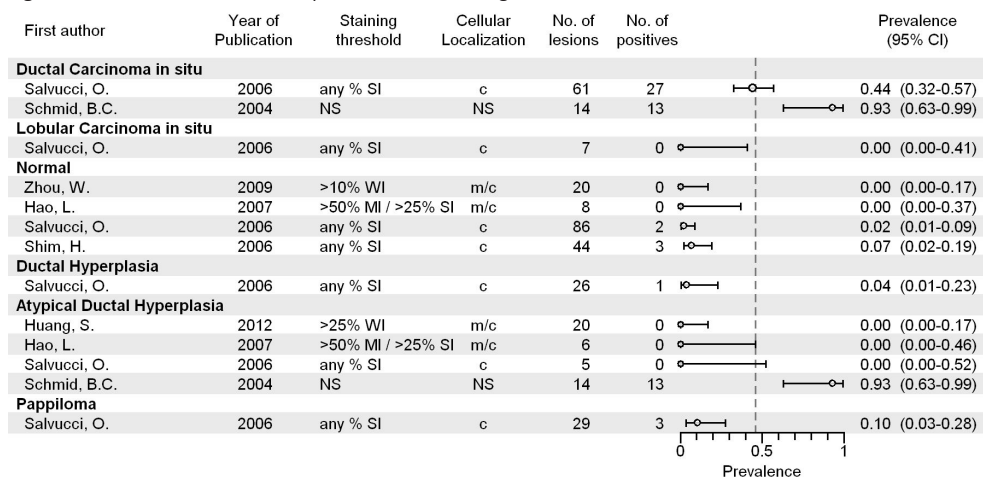 First author Year of Publication Staining threshold Cellular Localization No. of lesions No. of positives Prevalence (95% CI)
Ductal Carcinoma in situ
Salvucci, O. 2006 any % SI c 61 27 0.44 (0.32-0.57)
Schmid, B.C. 2004 NS NS 14 13 0.93 (0.63-0.99)
Lobular Carcinoma in situ
Salvucci, O. 2006 any % SI c 7 0 0.00 (0.00-0.41)
Normal
Zhou, W. 2009 >10% WI m/c 20 0 0.00 (0.00-0.17)
Hao, L. 2007 >50% MI / >25% SI m/c 8 0 0.00 (0.00-0.37)
Salvucci, O. 2006 any % SI c 86 2 0.02 (0.01-0.09)
Shim, H. 2006 any % SI c 44 3 0.07 (0.02-0.19)
Ductal Hyperplasia
Salvucci, O. 2006 any % SI c 26 1 0.04 (0.01-0.23)
Atypical Ductal Hyperplasia
Huang, S. 2012 >25% WI m/c 20 0 0.00 (0.00-0.17)
Hao, L. 2007 >50% MI / >25% SI m/c 6 0 0.00 (0.00-0.46)
Salvucci, O. 2006 any % SI c 5 0 0.00 (0.00-0.52)
Schmid, B.C. 2004 NS NS 14 13 0.93 (0.63-0.99)
Pappiloma
Salvucci, O. 2006 any % SI c 29 3 0.10 (0.03-0.28)
0 0.5 1
Prevalence